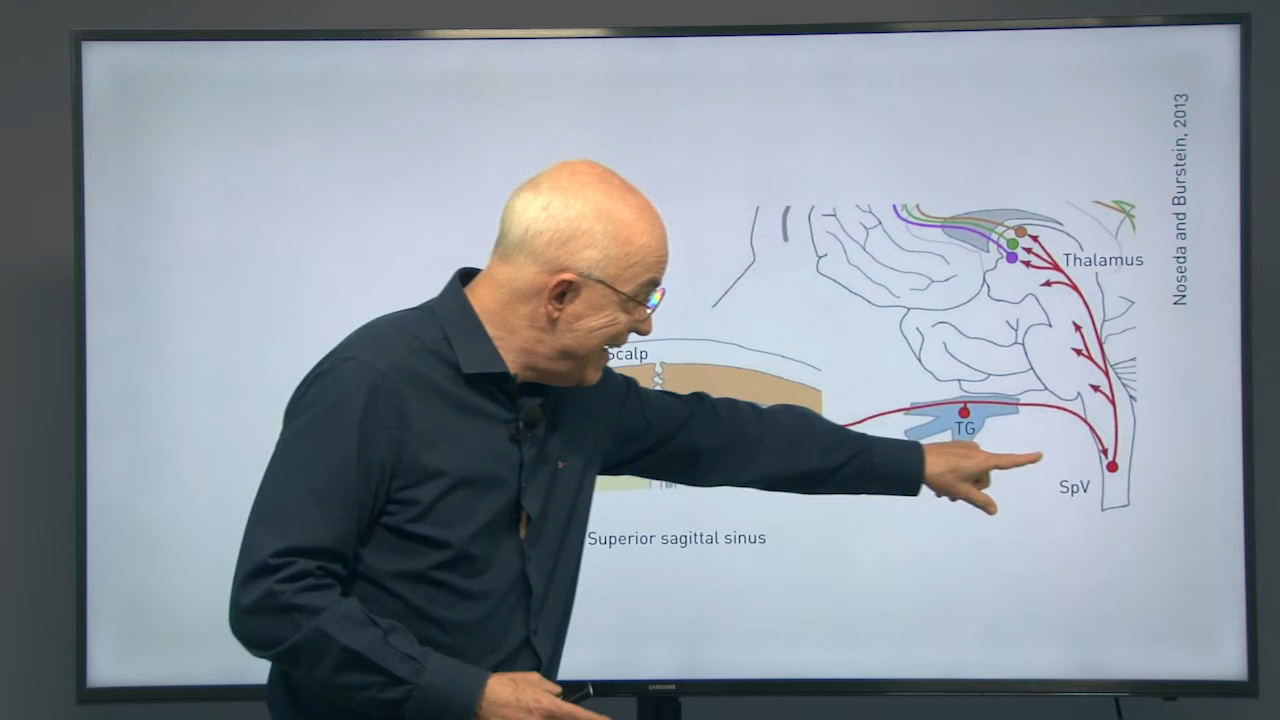 Noseda and Burstein, 2013
Thalamus
Scalp
TG
SpV
Superior sagittal sinus
SAMSUNG